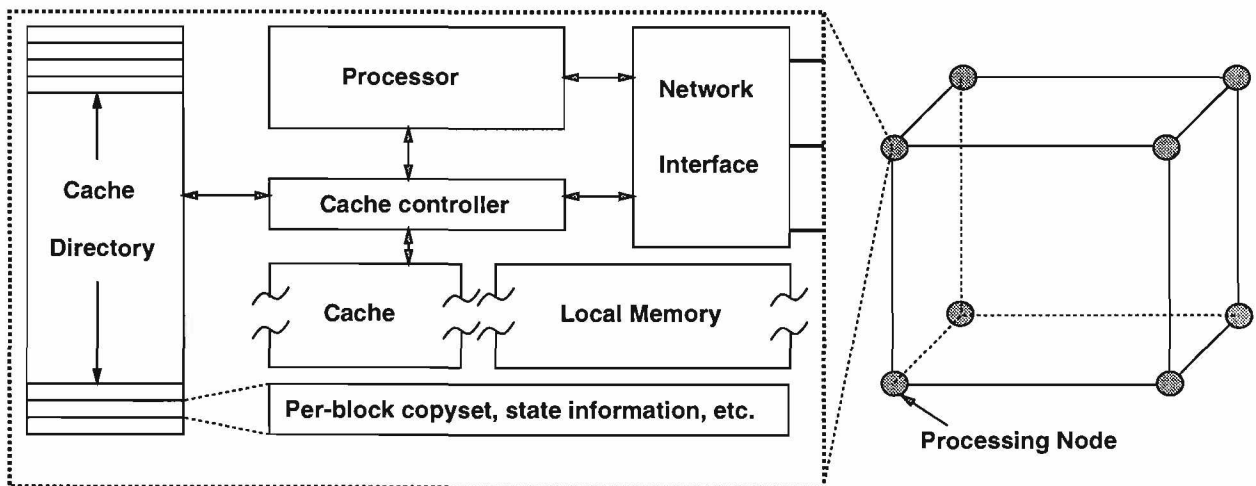 Processor
Network
Interface
Cache
Directory
Cache controller
Cache
Local Memory
Per-block copyset, state information, etc.
Processing Node